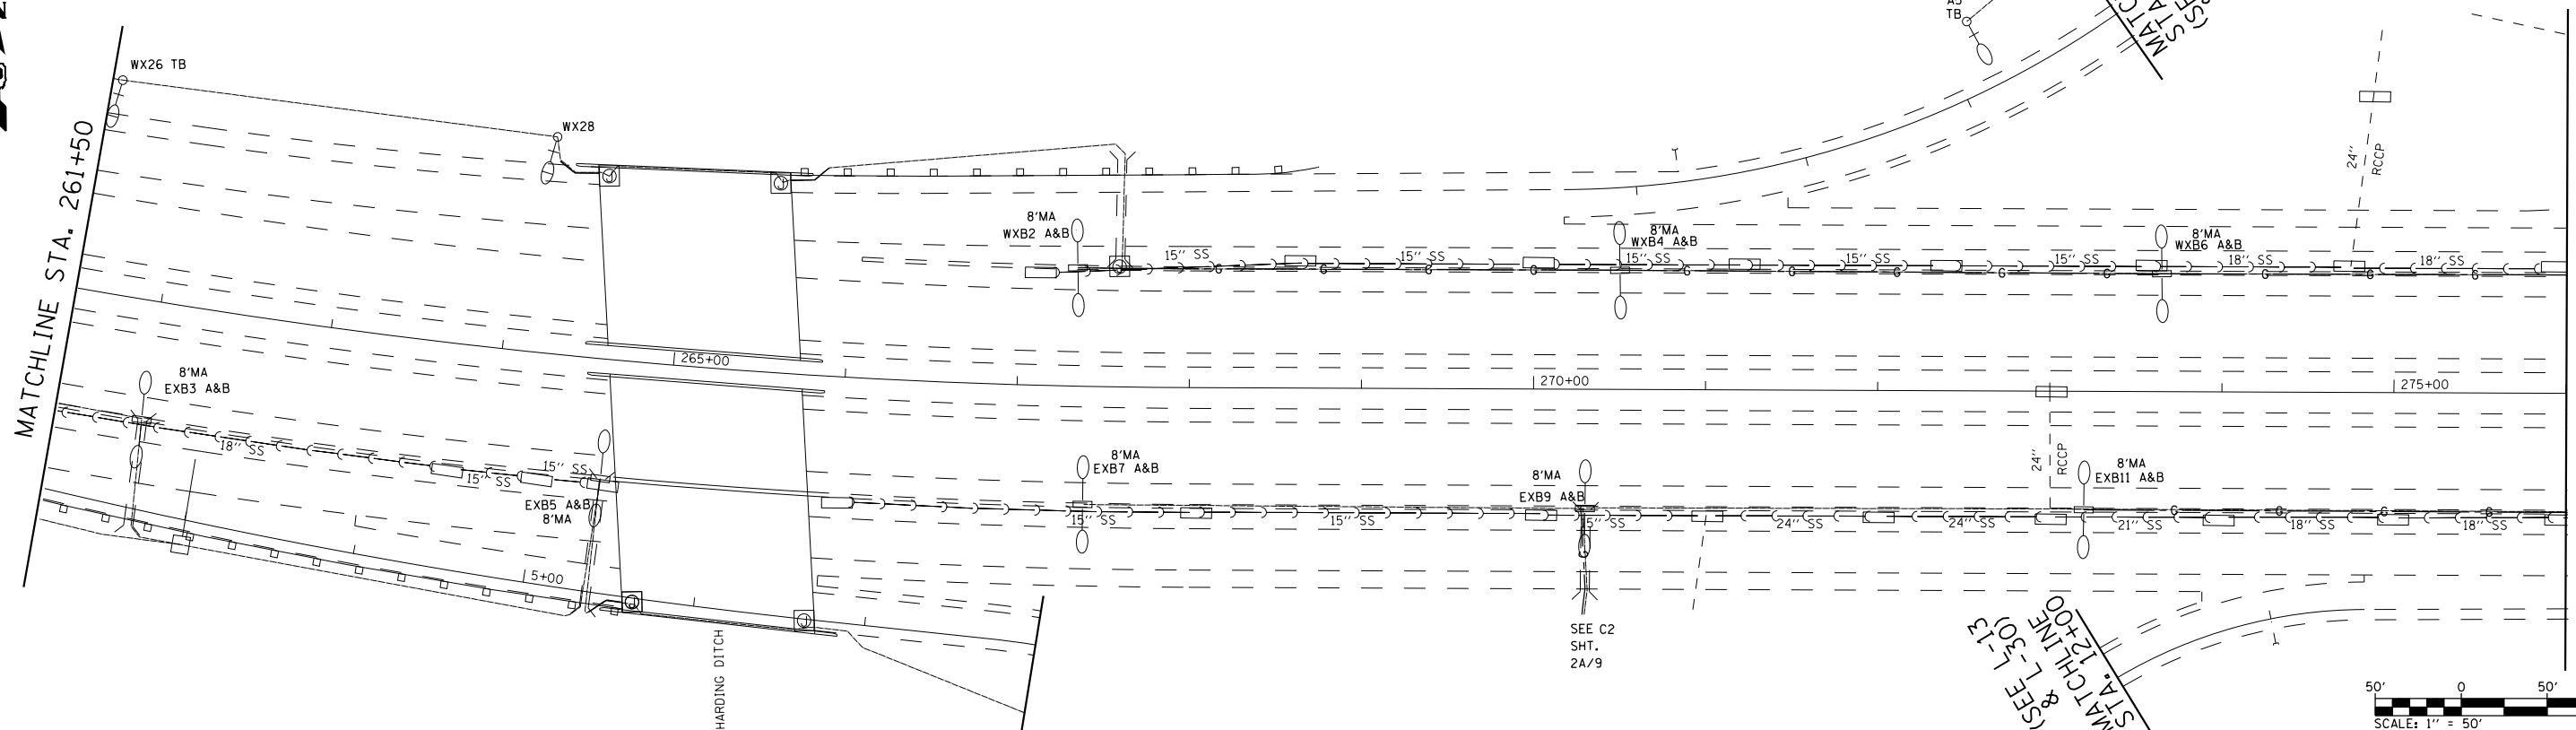 WX26 TB
MATCHLINE STA. 261+50
WX28
TB
8'MA
WXB2 A&B
15'' SS
15'' SS
8'MA
WXB4 A&B
15'' SS
15'' SS
15'' SS
8'MA
WXB6 A&B
18'' SS
18'' SS
24''
RCCP
G
G
G
G
G
G
G
G
G
G
G
G
G
265+00
270+00
275+00
8'MA
EXB3 A&B
18'' SS
15'' SS
15'' SS
EXB5 A&B
8'MA
5+00
HARDING DITCH
8'MA
EXB7 A&B
15'' SS
15'' SS
8'MA
EXB9 A&B
15'' SS
24'' SS
24'' SS
24''
RCCP
8'MA
EXB11 A&B
21'' SS
18'' SS
18'' SS
G
G
G
G
SEE C2
SHT.
2A/9
MATCHLINE
STA. 12+00
(SEE L-13
& L-30)
50'
0
50'
SCALE: 1'' = 50'